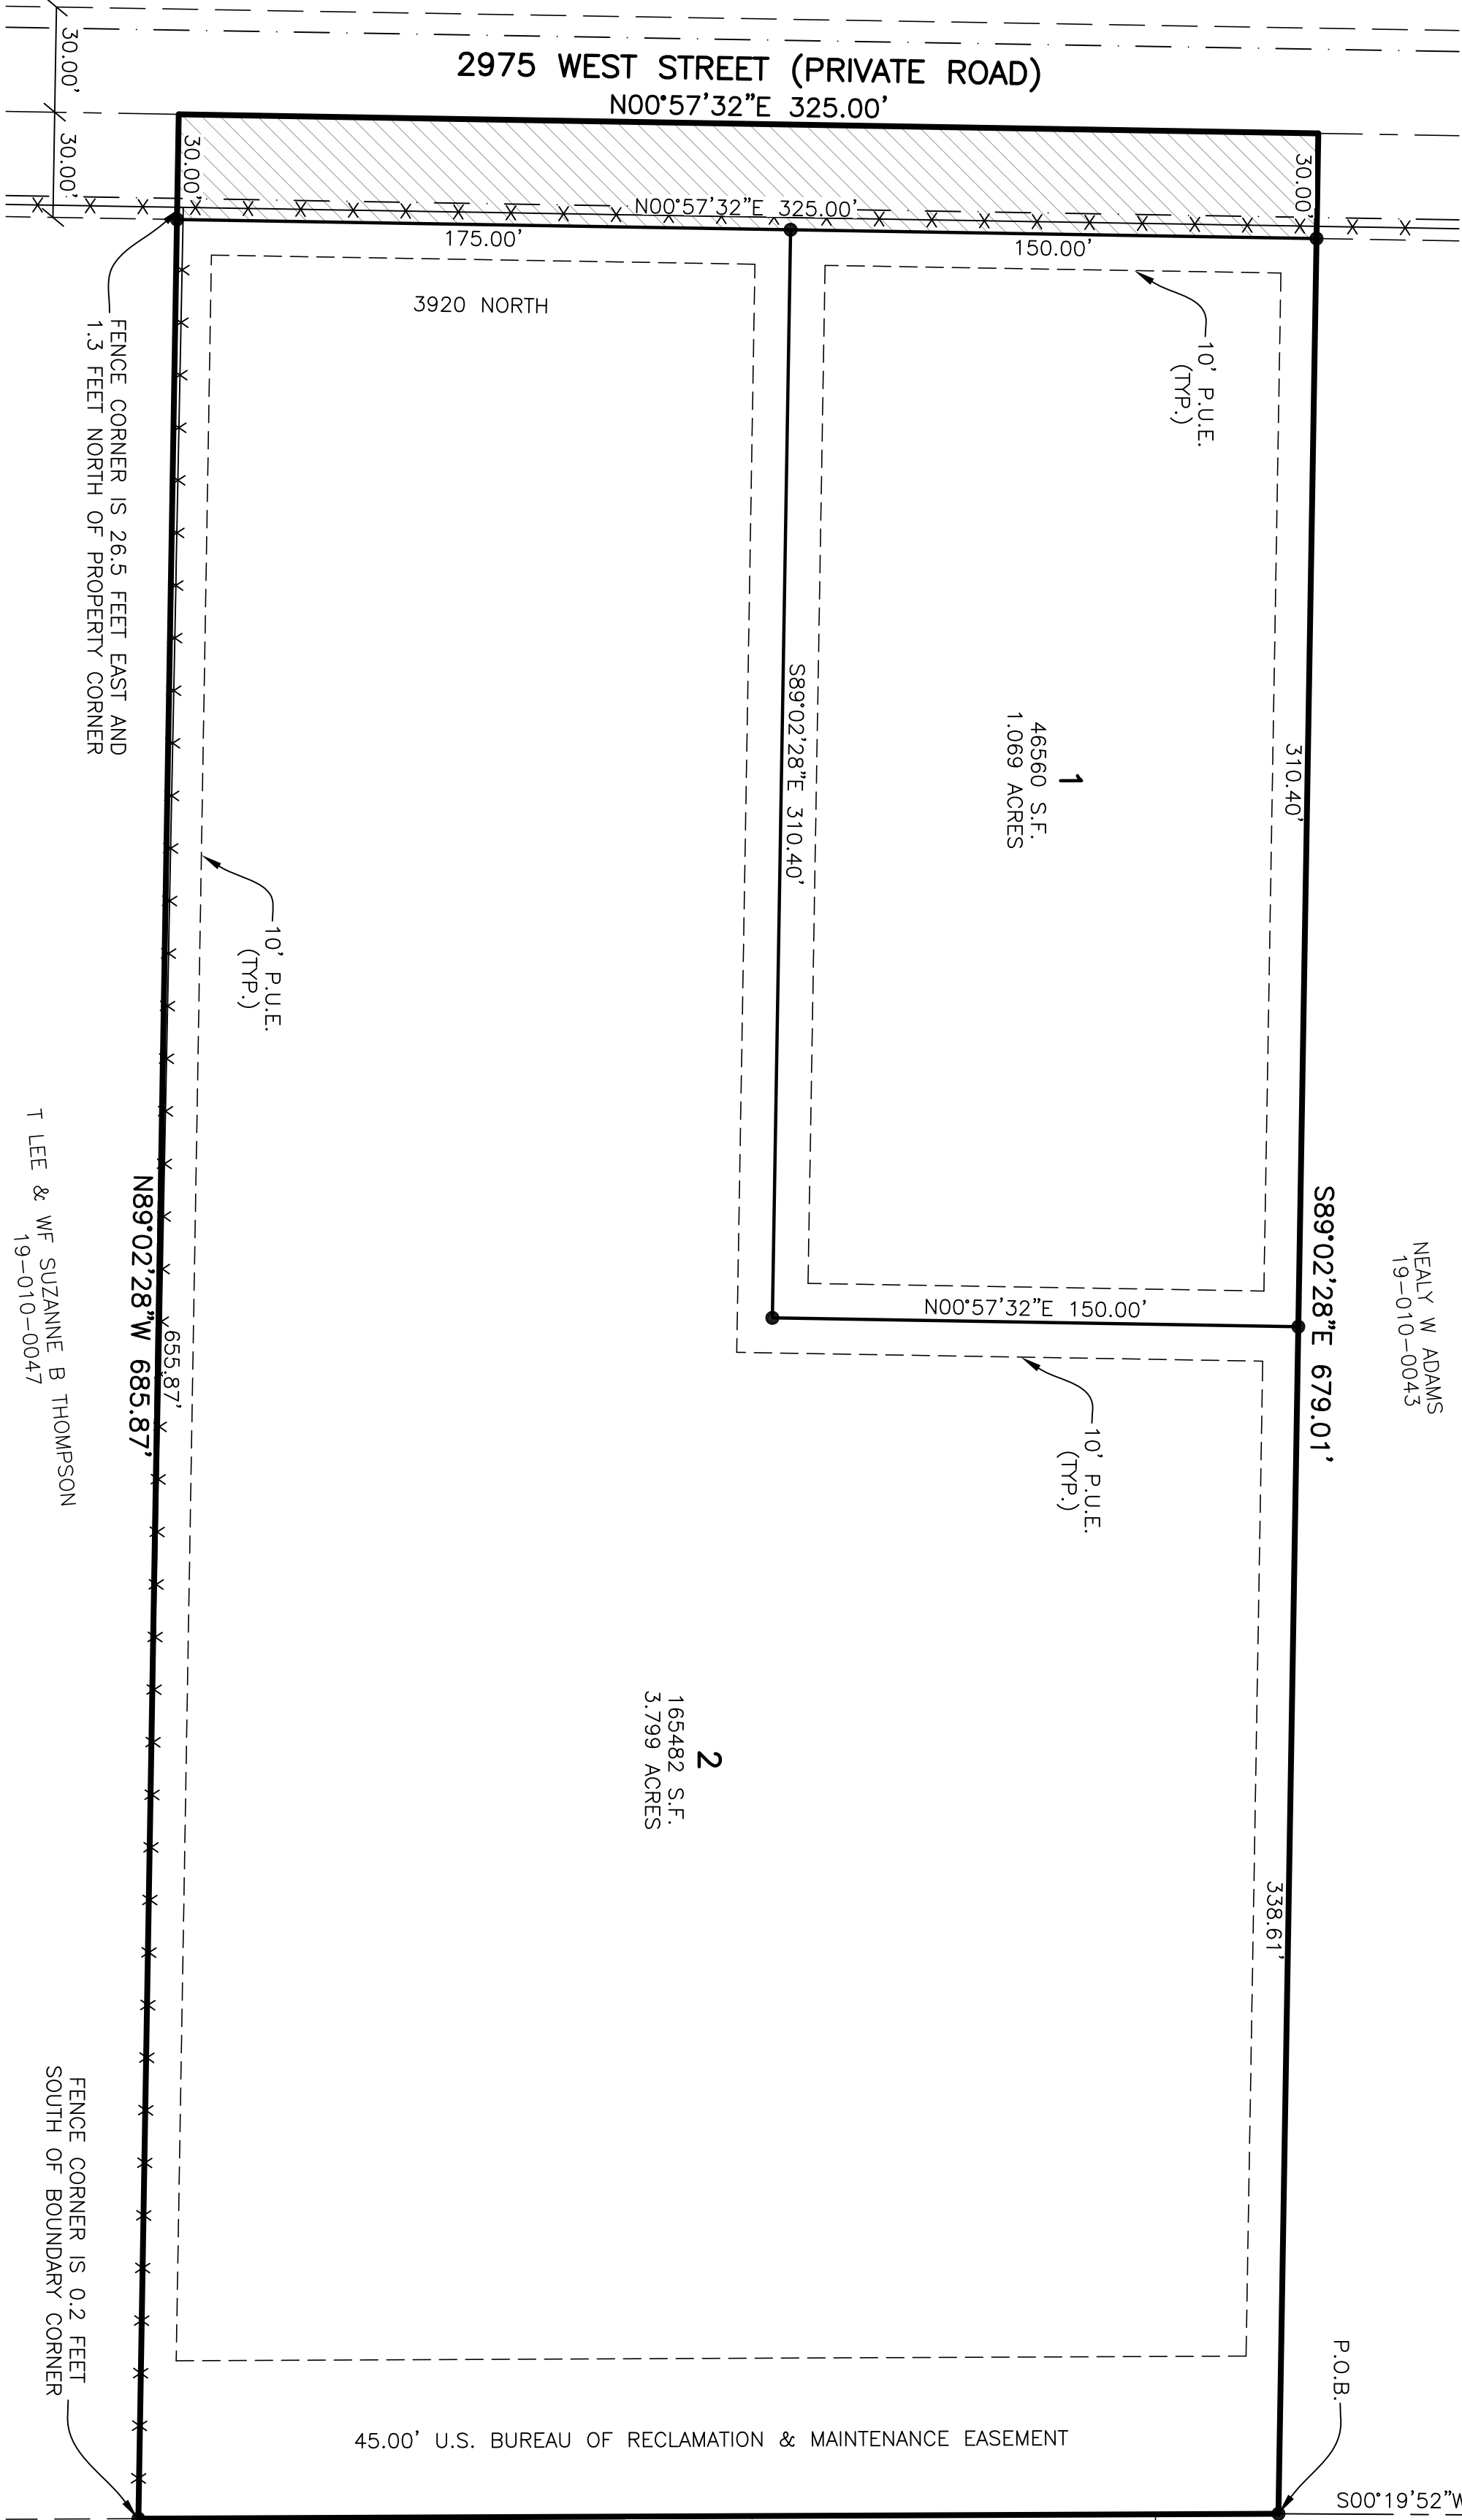 30.00'
30.00'
2975 WEST STREET (PRIVATE ROAD)
N00°57'32"E 325.00'
30.00'
30.00'
N00°57'32"E 325.00'
175.00'
150.00'
3920 NORTH
10' P.U.E.
(TYP.)
FENCE CORNER IS 26.5 FEET EAST AND
1.3 FEET NORTH OF PROPERTY CORNER
S89°02'28"E 310.40'
1
46560 S.F.
1.069 ACRES
310.40'
10' P.U.E.
(TYP.)
T LEE & WF SUZANNE B THOMPSON
19-010-0047
N89°02'28"W 685.87'
655.87'
N00°57'32"E 150.00'
S89°02'28"E 679.01'
NEALY W ADAMS
19-010-0043
10' P.U.E.
(TYP.)
2
165482 S.F.
3.799 ACRES
338.61'
FENCE CORNER IS 0.2 FEET
SOUTH OF BOUNDARY CORNER
P.O.B.
45.00' U.S. BUREAU OF RECLAMATION & MAINTENANCE EASEMENT
S00°19'52"W